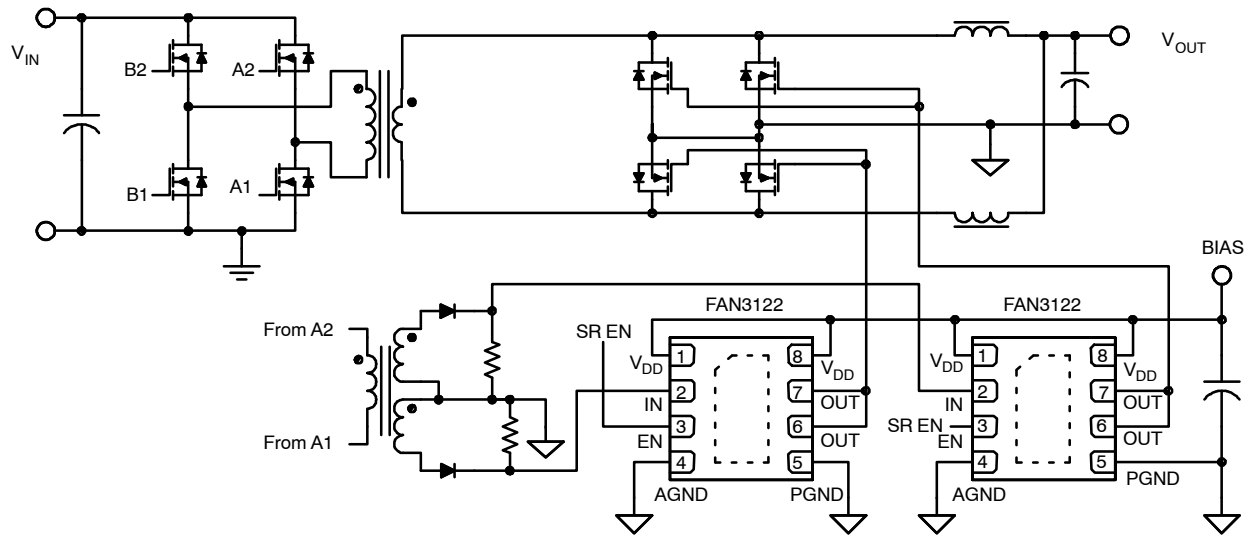 V_IN
B2
A2
B1
A1
V_OUT
BIAS
From A2
From A1
SR EN
FAN3122
V_DD
1
8
V_DD
IN
2
7
OUT
EN
3
6
OUT
4
5
AGND
PGND
FAN3122
V_DD
1
8
V_DD
IN
2
7
OUT
SR EN
EN
3
6
OUT
4
5
AGND
PGND